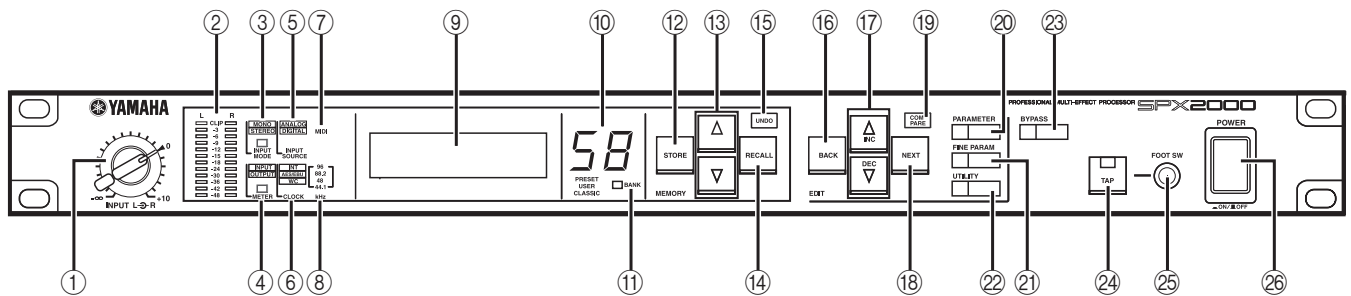 ② ③ ⑤ ⑦ ⑨ ⑩ ⑫ ⑬ ⑮ ⑯ ⑰ ⑲ ⑳ ㉓
YAMAHA
L R
CLIP
-3
-6
-9
-12
-15
-18
-24
-30
-36
-42
-48
MONO
STEREO
INPUT
MODE
ANALOG
DIGITAL
INPUT
SOURCE
MIDI
INPUT
OUTPUT
METER
INT
AES/EBU
WC
CLOCK
96
88.2
48
44.1
kHz
0
-∞
+10
INPUT L R
58
PRESET
USER
CLASSIC
BANK
STORE
RECALL
UNDO
MEMORY
BACK
INC
DEC
NEXT
COM
PARE
EDIT
PROFESSIONAL MULTI-EFFECT PROCESSOR SPX2000
PARAMETER
BYPASS
FINE PARAM
UTILITY
TAP
FOOT SW
POWER
ON/ OFF
① ④ ⑥ ⑧ ⑪ ⑭ ⑱ ㉒ ㉑ ㉔ ㉕ ㉖